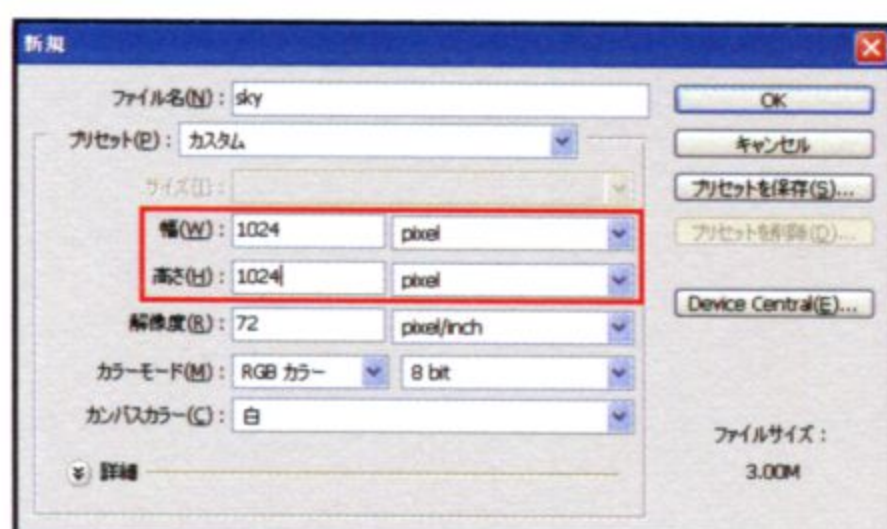 新規
ファイル名(N): sky
プリセット(P): カスタム
サイズ(I):
幅(W): 1024 pixel
高さ(H): 1024 pixel
解像度(R): 72 pixel/inch
カラーモード(M): RGB カラー 8 bit
カンバスカラー(C): 白
詳細
OK
キャンセル
プリセットを保存(S)...
プリセットを削除(D)...
Device Central(E)...
ファイルサイズ:
3.00M